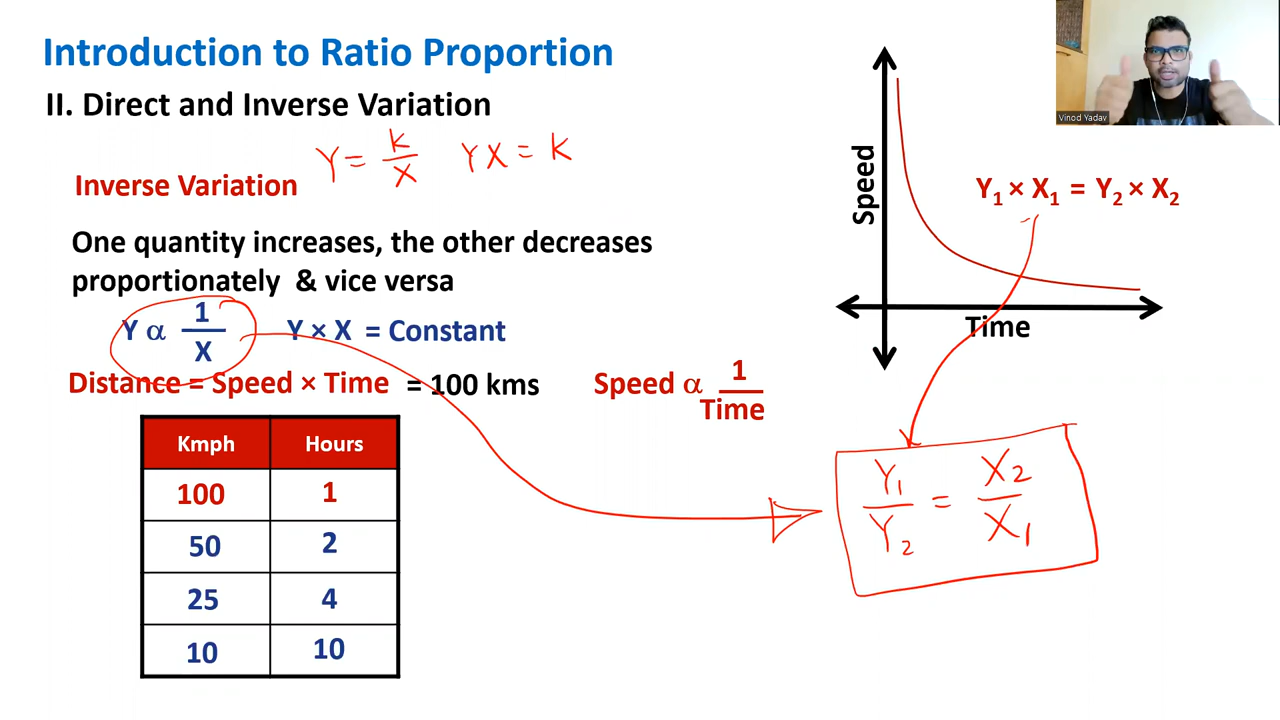 Introduction to Ratio Proportion
II. Direct and Inverse Variation
Y = K/X YX = K
Inverse Variation
One quantity increases, the other decreases
proportionately & vice versa
Y α 1/X Y × X = Constant
Distance = Speed × Time = 100 kms
Speed α 1/Time
Kmph Hours
100 1
50 2
25 4
10 10
Speed
Time
Y₁ × X₁ = Y₂ × X₂
Y₁/Y₂ = X₂/X₁
Vinod Yadav